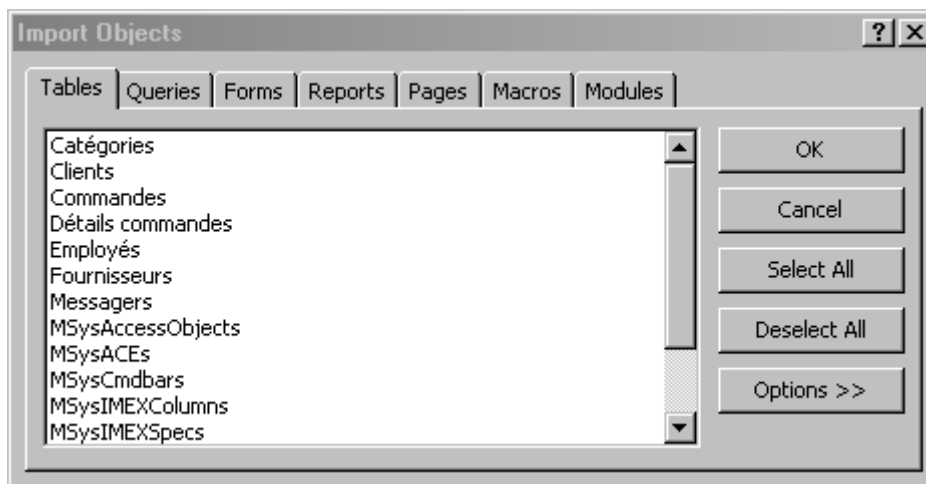 Import Objects
Tables Queries Forms Reports Pages Macros Modules
Catégories
Clients
Commandes
Détails commandes
Employés
Fournisseurs
Messagers
MSysAccessObjects
MSysACEs
MSysCmdbars
MSysIMEXColumns
MSysIMEXSpecs
OK
Cancel
Select All
Deselect All
Options >>